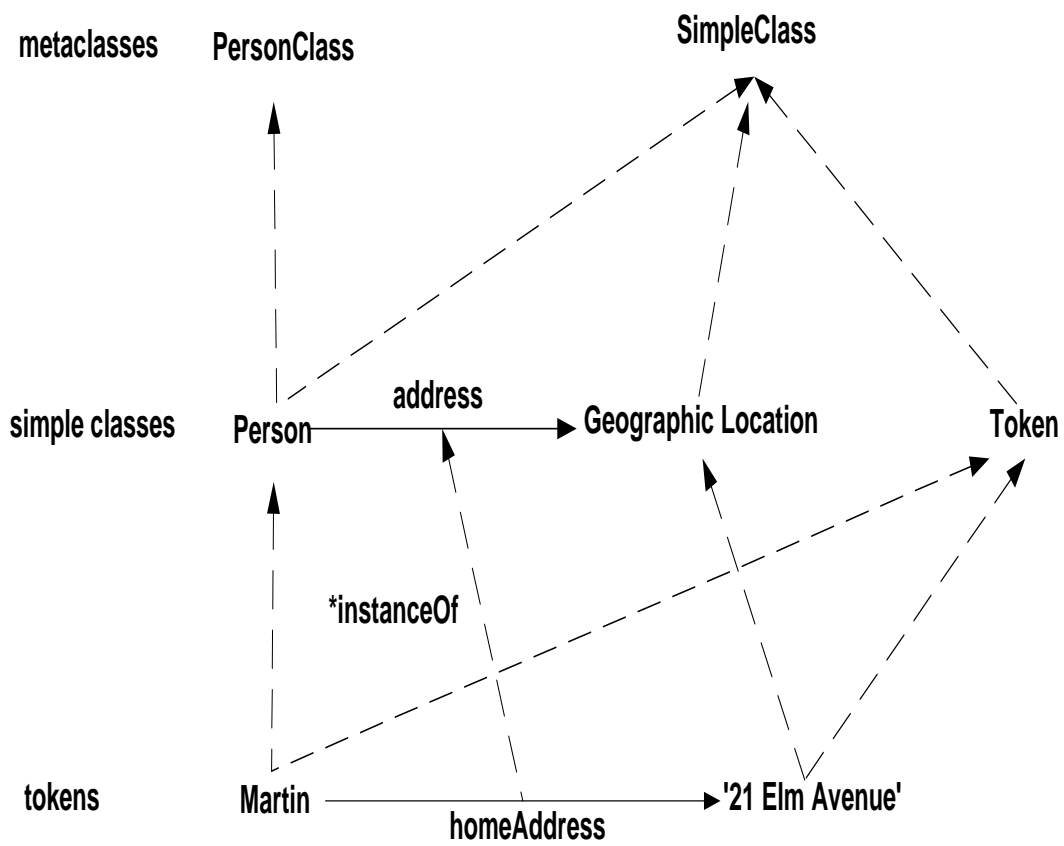 metaclasses
PersonClass
SimpleClass
address
simple classes
Person
Geographic Location
Token
*instanceOf
tokens
Martin
'21 Elm Avenue'
homeAddress